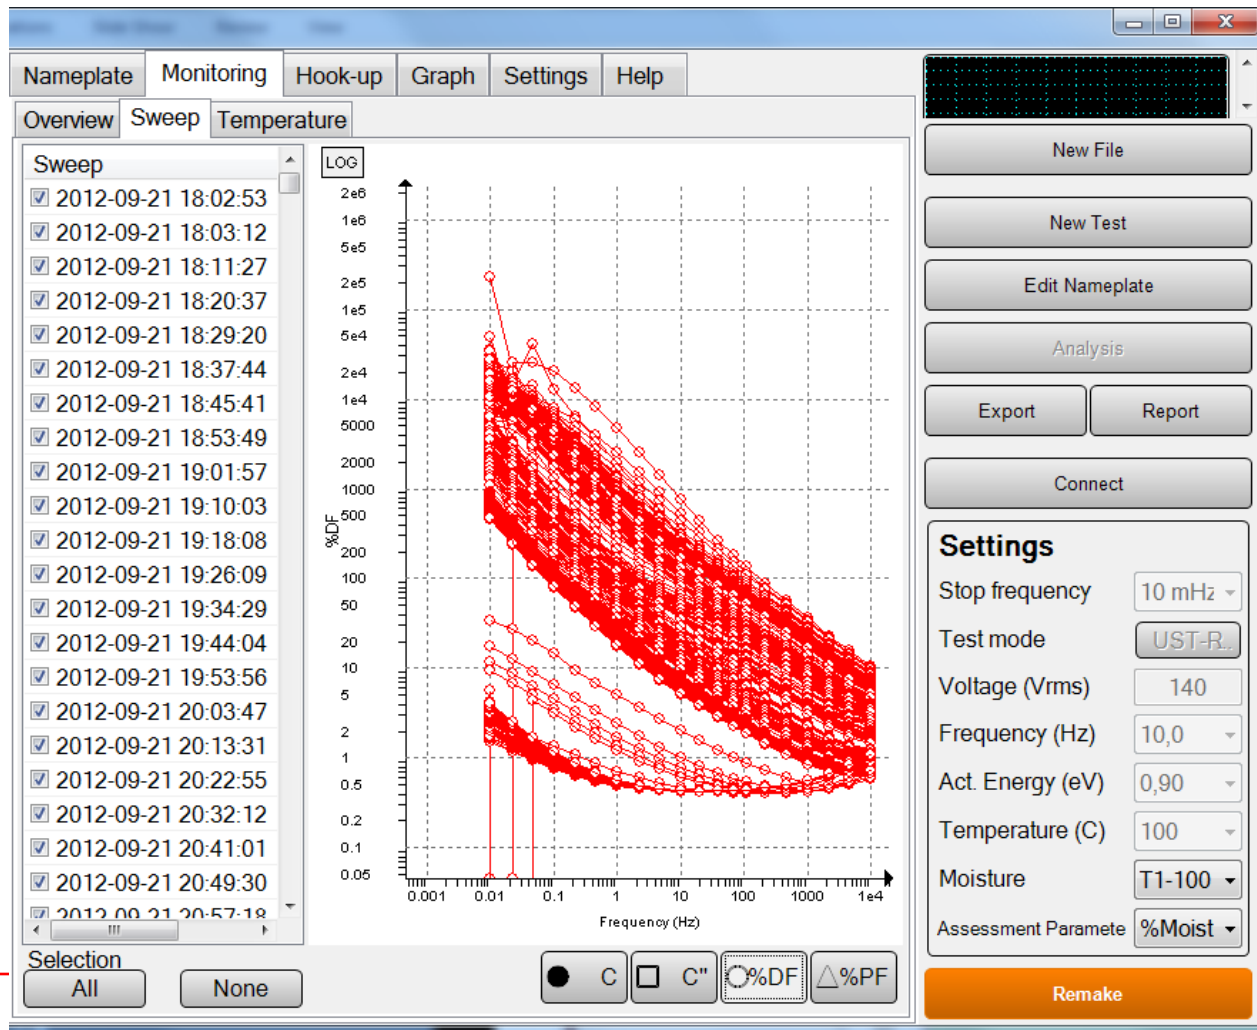 Nameplate Monitoring Hook-up Graph Settings Help
Overview Sweep Temperature
Sweep
2012-09-21 18:02:53
2012-09-21 18:03:12
2012-09-21 18:11:27
2012-09-21 18:20:37
2012-09-21 18:29:20
2012-09-21 18:37:44
2012-09-21 18:45:41
2012-09-21 18:53:49
2012-09-21 19:01:57
2012-09-21 19:10:03
2012-09-21 19:18:08
2012-09-21 19:26:09
2012-09-21 19:34:29
2012-09-21 19:44:04
2012-09-21 19:53:56
2012-09-21 20:03:47
2012-09-21 20:13:31
2012-09-21 20:22:55
2012-09-21 20:32:12
2012-09-21 20:41:01
2012-09-21 20:49:30
2012-09-21 20:57:18
Selection
All None
LOG
2e6
1e6
5e5
2e5
1e5
5e4
2e4
1e4
5000
2000
1000
500
200
100
50
20
10
5
2
1
0.5
0.2
0.1
0.05
%DF
0.001 0.01 0.1 1 10 100 1000 1e4
Frequency (Hz)
C C" %DF %PF
New File
New Test
Edit Nameplate
Analysis
Export Report
Connect
Settings
Stop frequency 10 mHz
Test mode UST-R..
Voltage (Vrms) 140
Frequency (Hz) 10,0
Act. Energy (eV) 0,90
Temperature (C) 100
Moisture T1-100
Assessment Paramete %Moist
Remake